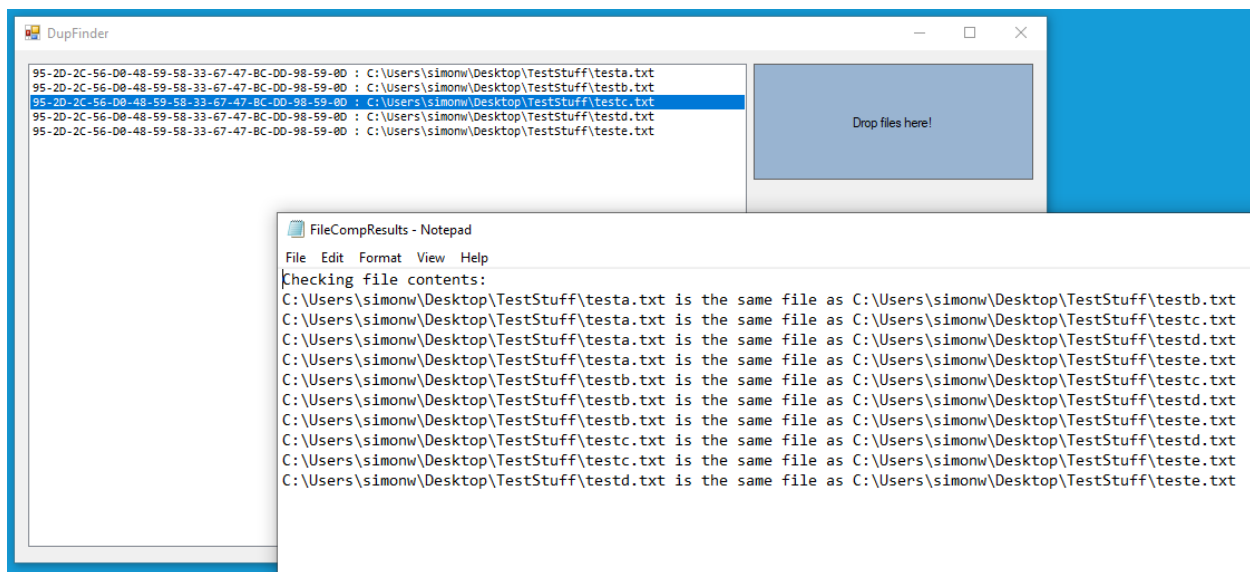 DupFinder
95-2D-2C-56-D0-48-59-58-33-67-47-BC-DD-98-59-0D : C:\Users\simonw\Desktop\TestStuff\testa.txt
95-2D-2C-56-D0-48-59-58-33-67-47-BC-DD-98-59-0D : C:\Users\simonw\Desktop\TestStuff\testb.txt
95-2D-2C-56-D0-48-59-58-33-67-47-BC-DD-98-59-0D : C:\Users\simonw\Desktop\TestStuff\testc.txt
95-2D-2C-56-D0-48-59-58-33-67-47-BC-DD-98-59-0D : C:\Users\simonw\Desktop\TestStuff\testd.txt
95-2D-2C-56-D0-48-59-58-33-67-47-BC-DD-98-59-0D : C:\Users\simonw\Desktop\TestStuff\teste.txt
Drop files here!
FileCompResults - Notepad
File Edit Format View Help
Checking file contents:
C:\Users\simonw\Desktop\TestStuff\testa.txt is the same file as C:\Users\simonw\Desktop\TestStuff\testb.txt
C:\Users\simonw\Desktop\TestStuff\testa.txt is the same file as C:\Users\simonw\Desktop\TestStuff\testc.txt
C:\Users\simonw\Desktop\TestStuff\testa.txt is the same file as C:\Users\simonw\Desktop\TestStuff\testd.txt
C:\Users\simonw\Desktop\TestStuff\testa.txt is the same file as C:\Users\simonw\Desktop\TestStuff\teste.txt
C:\Users\simonw\Desktop\TestStuff\testb.txt is the same file as C:\Users\simonw\Desktop\TestStuff\testc.txt
C:\Users\simonw\Desktop\TestStuff\testb.txt is the same file as C:\Users\simonw\Desktop\TestStuff\testd.txt
C:\Users\simonw\Desktop\TestStuff\testb.txt is the same file as C:\Users\simonw\Desktop\TestStuff\teste.txt
C:\Users\simonw\Desktop\TestStuff\testc.txt is the same file as C:\Users\simonw\Desktop\TestStuff\testd.txt
C:\Users\simonw\Desktop\TestStuff\testc.txt is the same file as C:\Users\simonw\Desktop\TestStuff\teste.txt
C:\Users\simonw\Desktop\TestStuff\testd.txt is the same file as C:\Users\simonw\Desktop\TestStuff\teste.txt